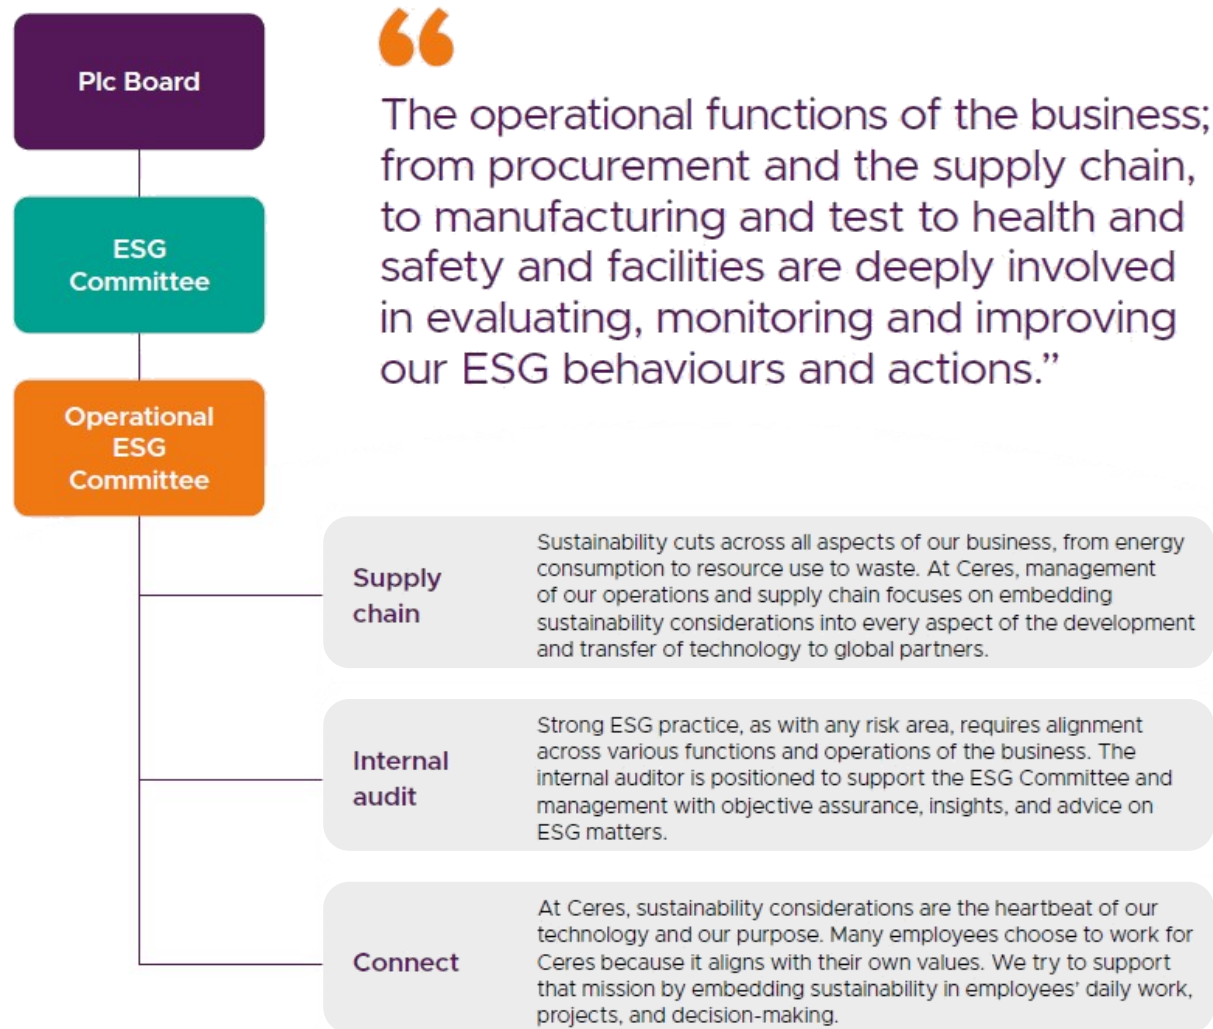 Plc Board
ESG
Committee
Operational
ESG
Committee
“
The operational functions of the business;
from procurement and the supply chain,
to manufacturing and test to health and
safety and facilities are deeply involved
in evaluating, monitoring and improving
our ESG behaviours and actions.”
Supply
chain
Sustainability cuts across all aspects of our business, from energy
consumption to resource use to waste. At Ceres, management
of our operations and supply chain focuses on embedding
sustainability considerations into every aspect of the development
and transfer of technology to global partners.
Internal
audit
Strong ESG practice, as with any risk area, requires alignment
across various functions and operations of the business. The
internal auditor is positioned to support the ESG Committee and
management with objective assurance, insights, and advice on
ESG matters.
Connect
At Ceres, sustainability considerations are the heartbeat of our
technology and our purpose. Many employees choose to work for
Ceres because it aligns with their own values. We try to support
that mission by embedding sustainability in employees’ daily work,
projects, and decision-making.